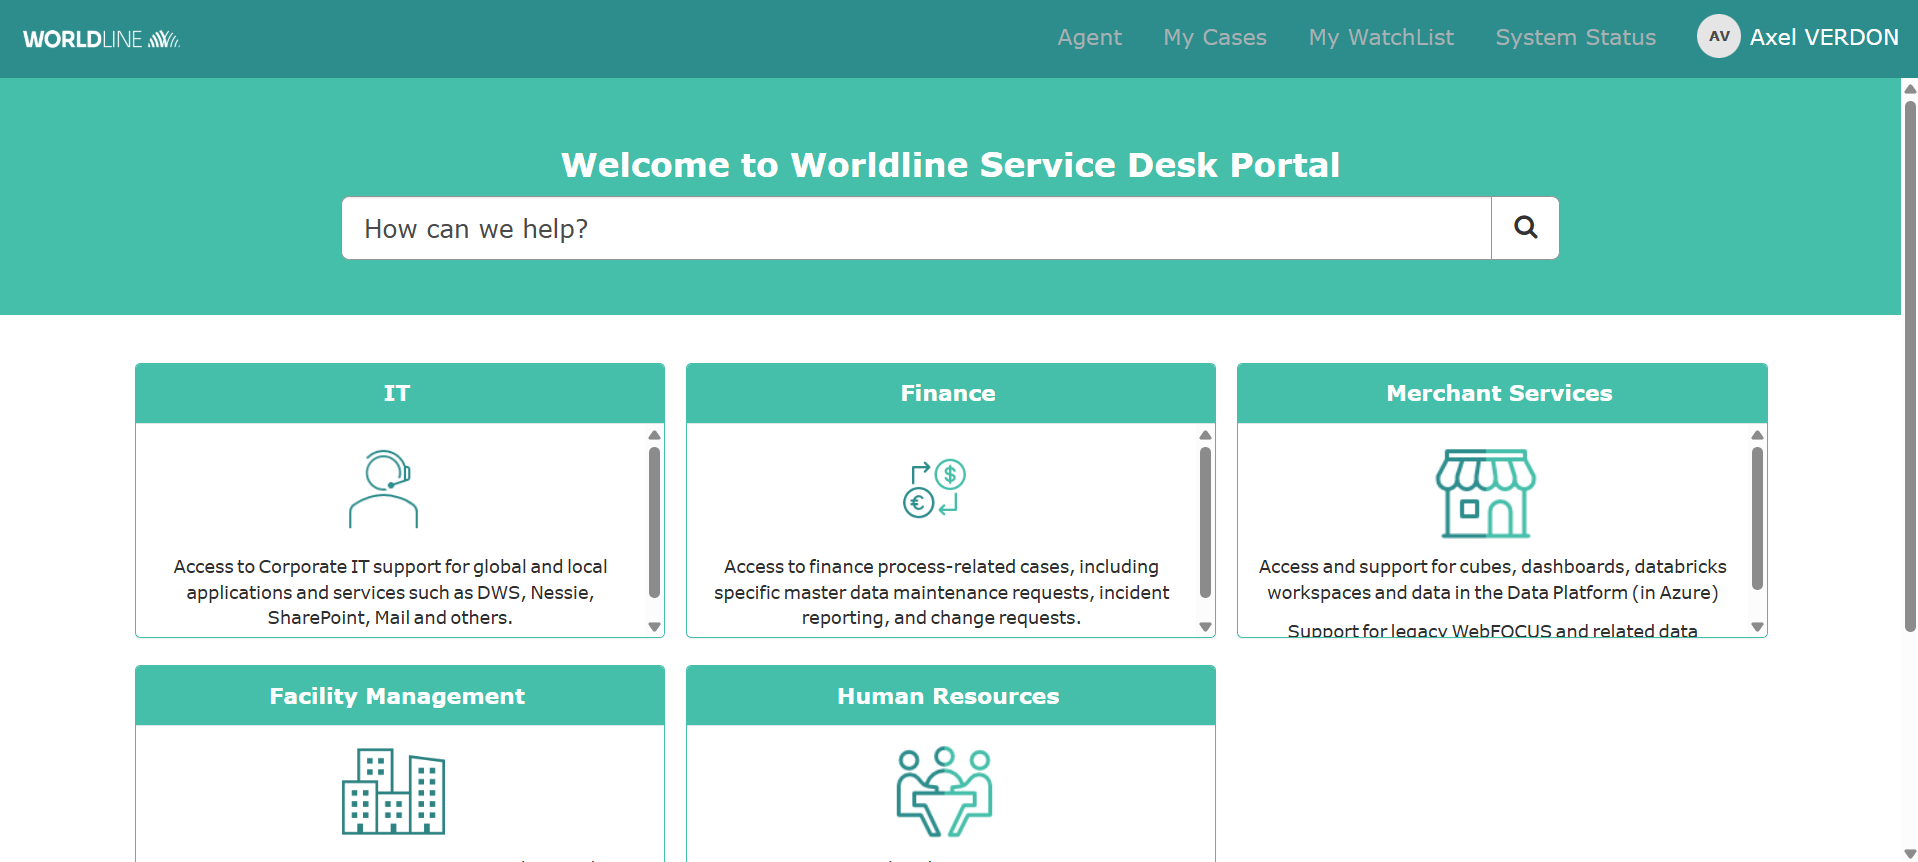 WORLDLINE
Agent
My Cases
My WatchList
System Status
AV
Axel VERDON
Welcome to Worldline Service Desk Portal
How can we help?
IT
Access to Corporate IT support for global and local
applications and services such as DWS, Nessie,
SharePoint, Mail and others.
Finance
$
€
Access to finance process-related cases, including
specific master data maintenance requests, incident
reporting, and change requests.
Merchant Services
Access and support for cubes, dashboards, databricks
workspaces and data in the Data Platform (in Azure)
Support for legacy WebFOCUS and related data
Facility Management
Human Resources